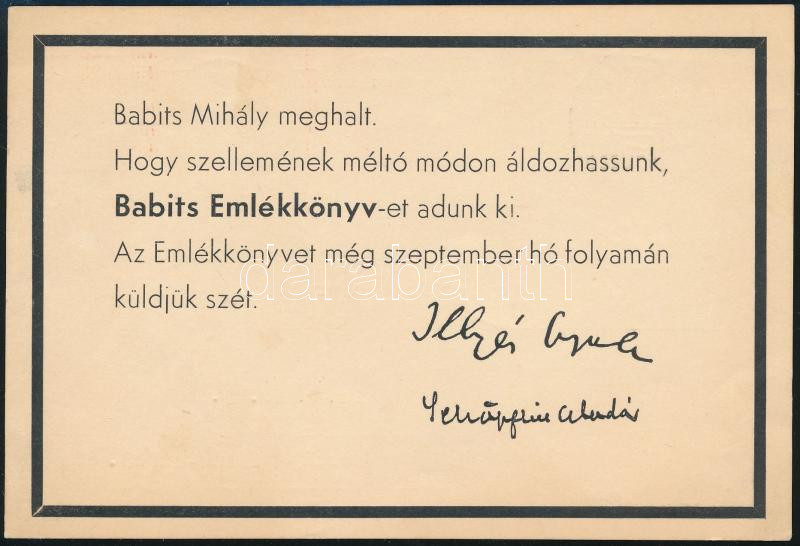 Babits Mihály meghalt.
Hogy szellemének méltó módon áldozhassunk,
Babits Emlékkönyv-et adunk ki.
Az Emlékkönyvet még szeptember hó folyamán
küldjük szét.
darabanth
Illyés Gyula
Schöpflin Aladár